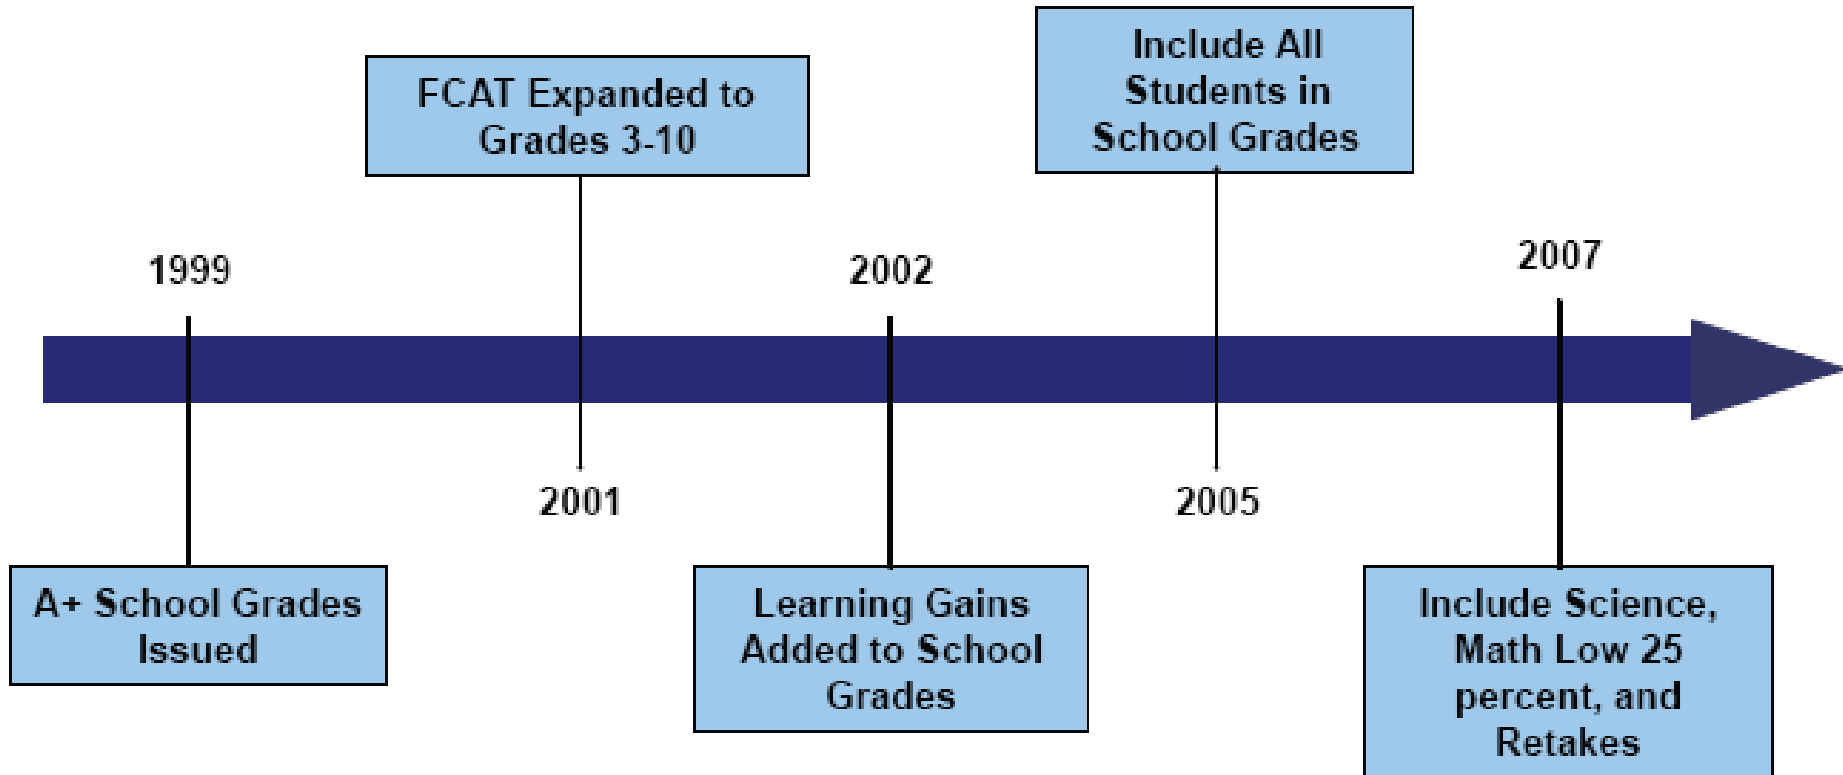 1999
A+ School Grades
Issued
FCAT Expanded to
Grades 3-10
2001
2002
Learning Gains
Added to School
Grades
Include All
Students in
School Grades
2005
2007
Include Science,
Math Low 25
percent, and
Retakes